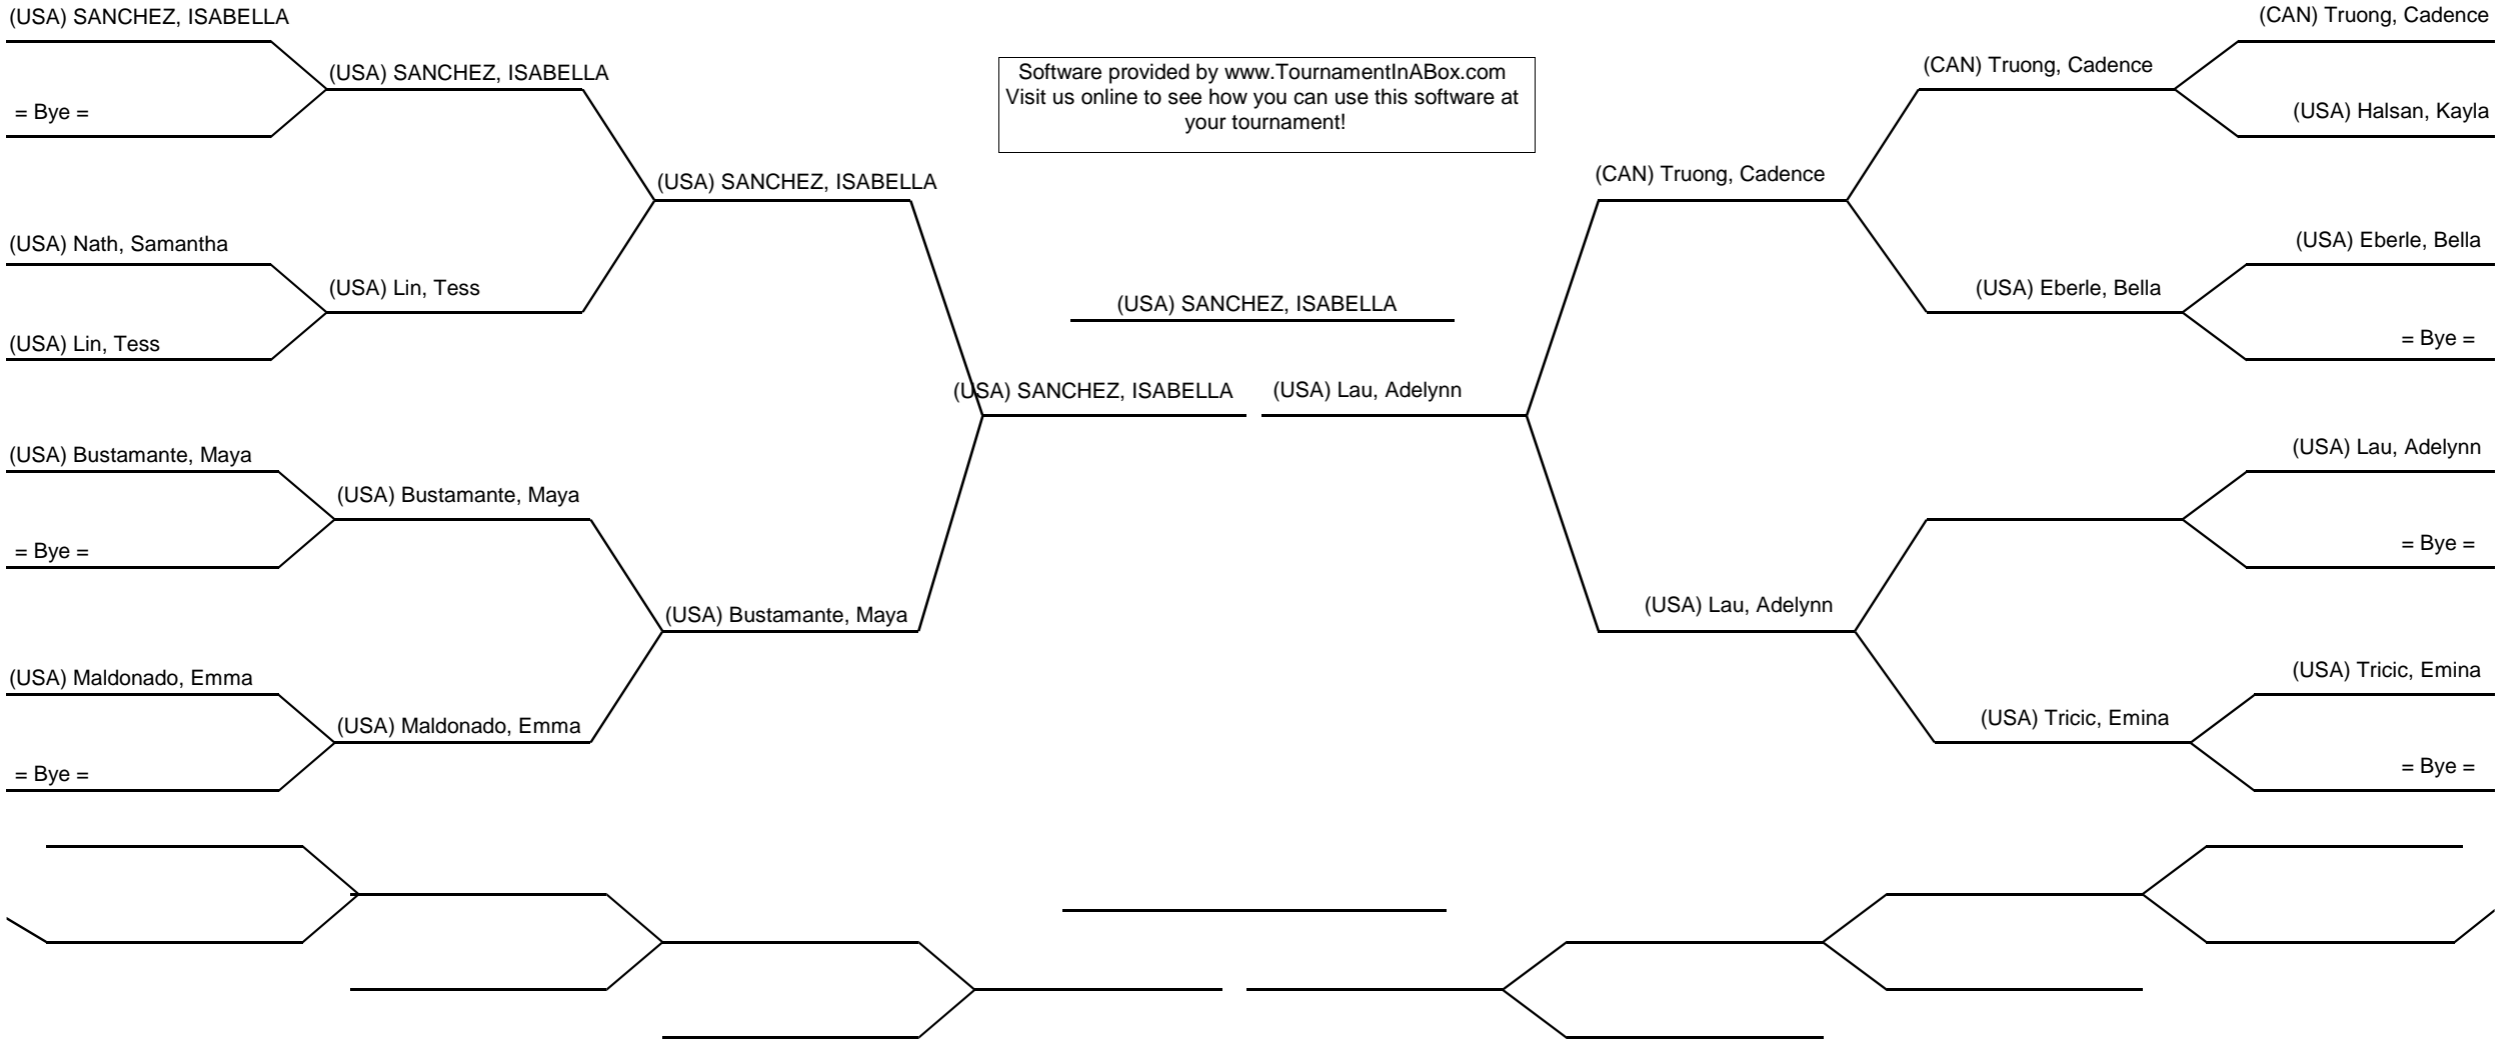 (USA) SANCHEZ, ISABELLA
= Bye =
(USA) Nath, Samantha
(USA) Lin, Tess
(USA) Bustamante, Maya
= Bye =
(USA) Maldonado, Emma
= Bye =
(USA) SANCHEZ, ISABELLA
(USA) Lin, Tess
(USA) Bustamante, Maya
(USA) Maldonado, Emma
(USA) SANCHEZ, ISABELLA
(USA) Bustamante, Maya
Software provided by www.TournamentInABox.com
Visit us online to see how you can use this software at
your tournament!
(USA) SANCHEZ, ISABELLA
(USA) SANCHEZ, ISABELLA
(USA) Lau, Adelynn
(CAN) Truong, Cadence
(USA) Lau, Adelynn
(CAN) Truong, Cadence
(USA) Eberle, Bella
(USA) Tricic, Emina
(CAN) Truong, Cadence
(USA) Halsan, Kayla
(USA) Eberle, Bella
= Bye =
(USA) Lau, Adelynn
= Bye =
(USA) Tricic, Emina
= Bye =